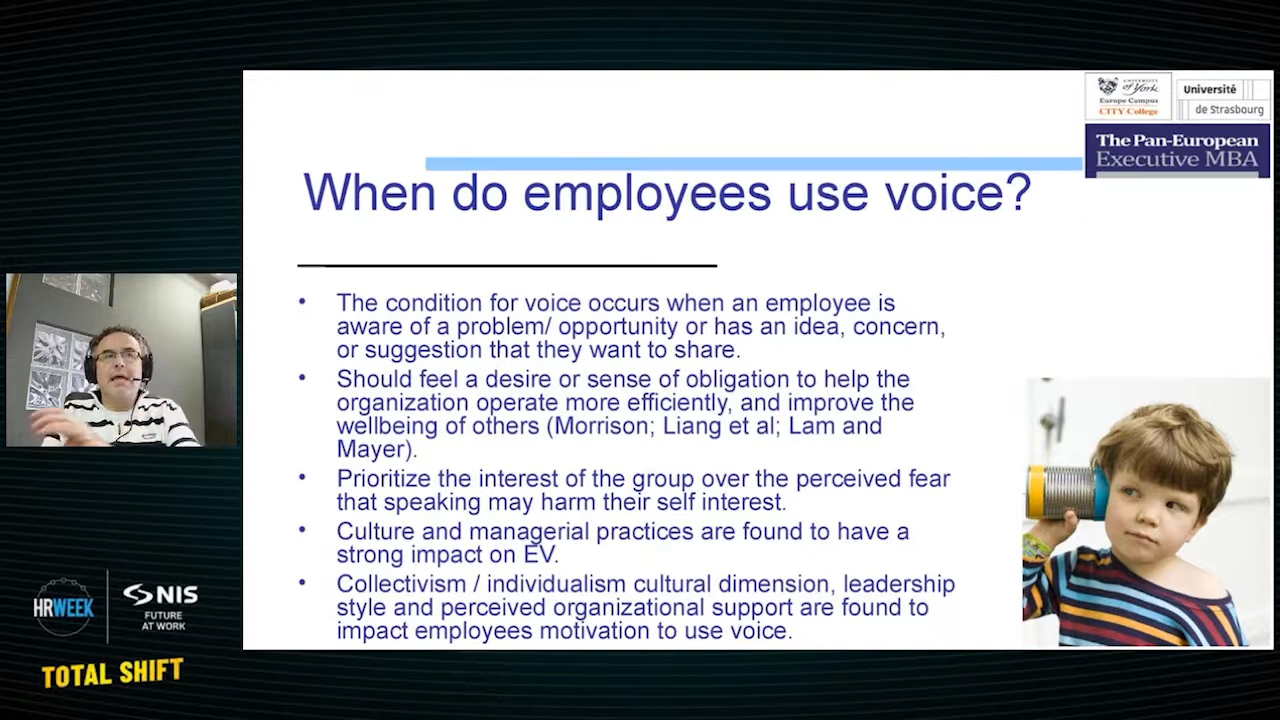 UNIVERSITY
of York
Europe Campus
CITY College
Université
de Strasbourg
The Pan-European
Executive MBA
When do employees use voice?
• The condition for voice occurs when an employee is
aware of a problem/ opportunity or has an idea, concern,
or suggestion that they want to share.
• Should feel a desire or sense of obligation to help the
organization operate more efficiently, and improve the
wellbeing of others (Morrison; Liang et al; Lam and
Mayer).
• Prioritize the interest of the group over the perceived fear
that speaking may harm their self interest.
• Culture and managerial practices are found to have a
strong impact on EV.
• Collectivism / individualism cultural dimension, leadership
style and perceived organizational support are found to
impact employees motivation to use voice.
HRWEEK
NIS
FUTURE
AT WORK
TOTAL SHIFT